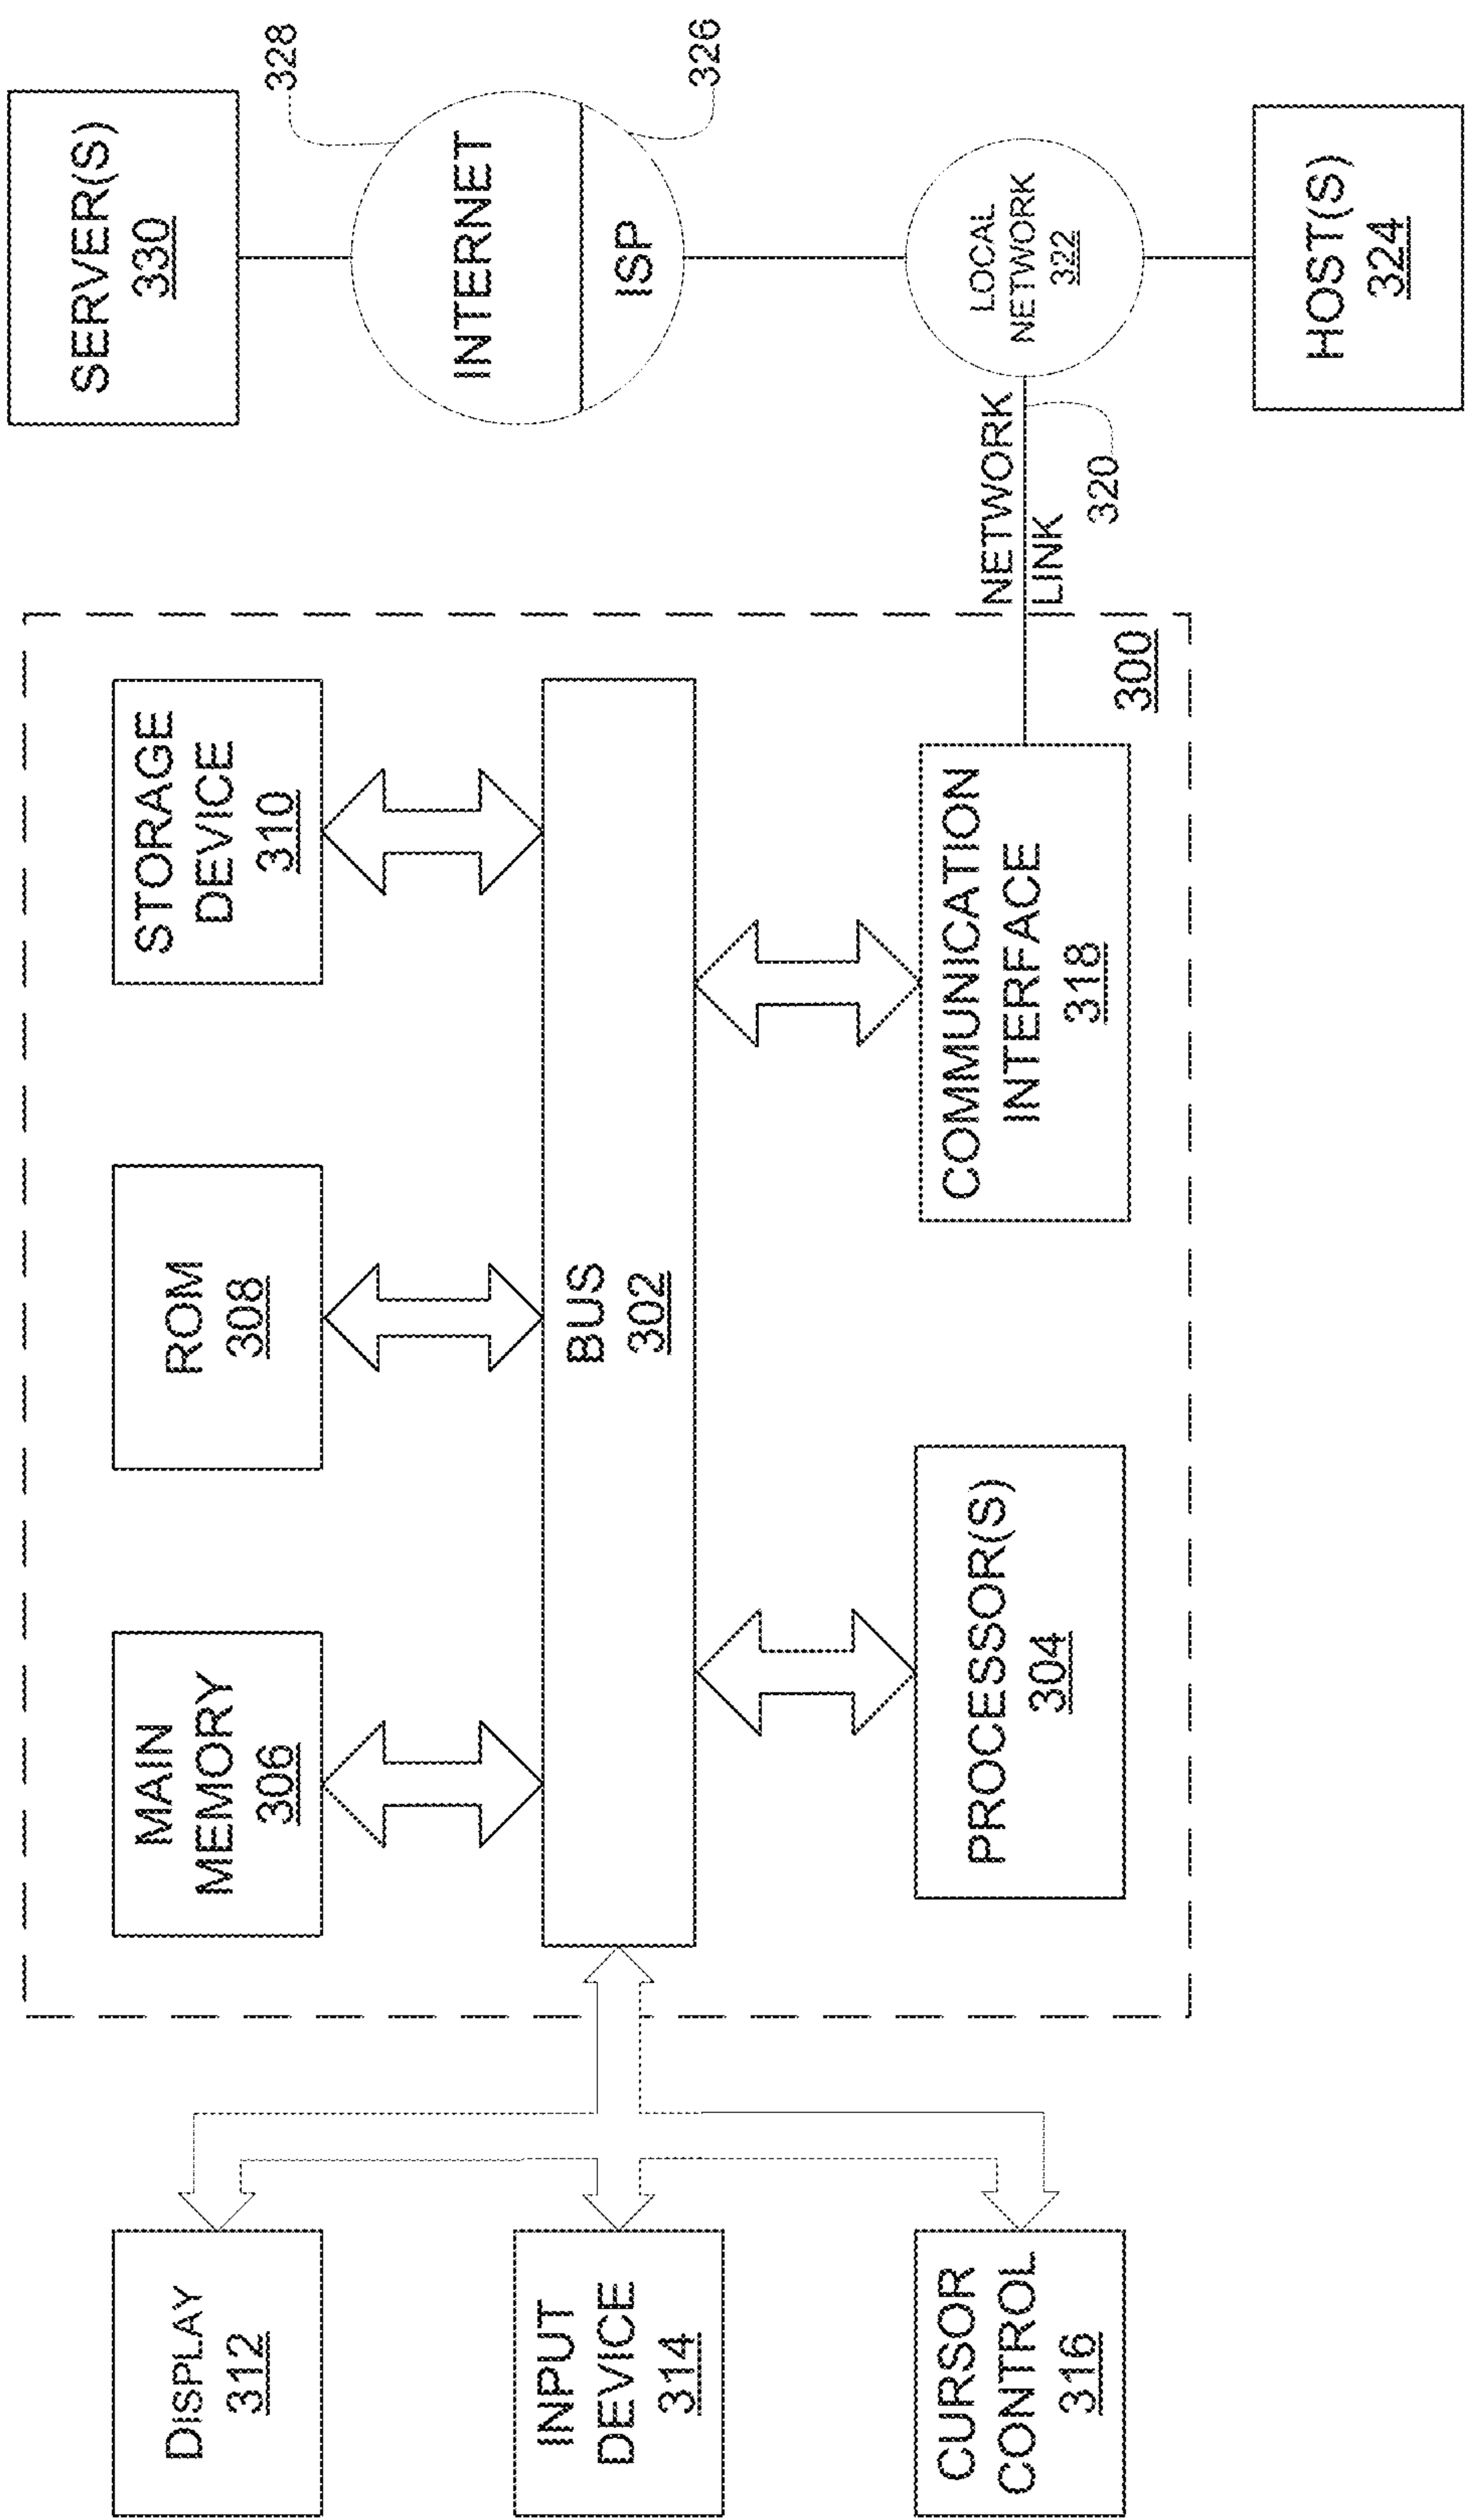 DISPLAY
312
INPUT
DEVICE
314
CURSOR
CONTROL
316
MAIN
MEMORY
306
ROM
308
STORAGE
DEVICE
310
BUS
302
PROCESSOR(S)
304
COMMUNICATION
INTERFACE
318
300
NETWORK
LINK
320
SERVER(S)
330
328
INTERNET
ISP
326
LOCAL
NETWORK
322
HOST(S)
324